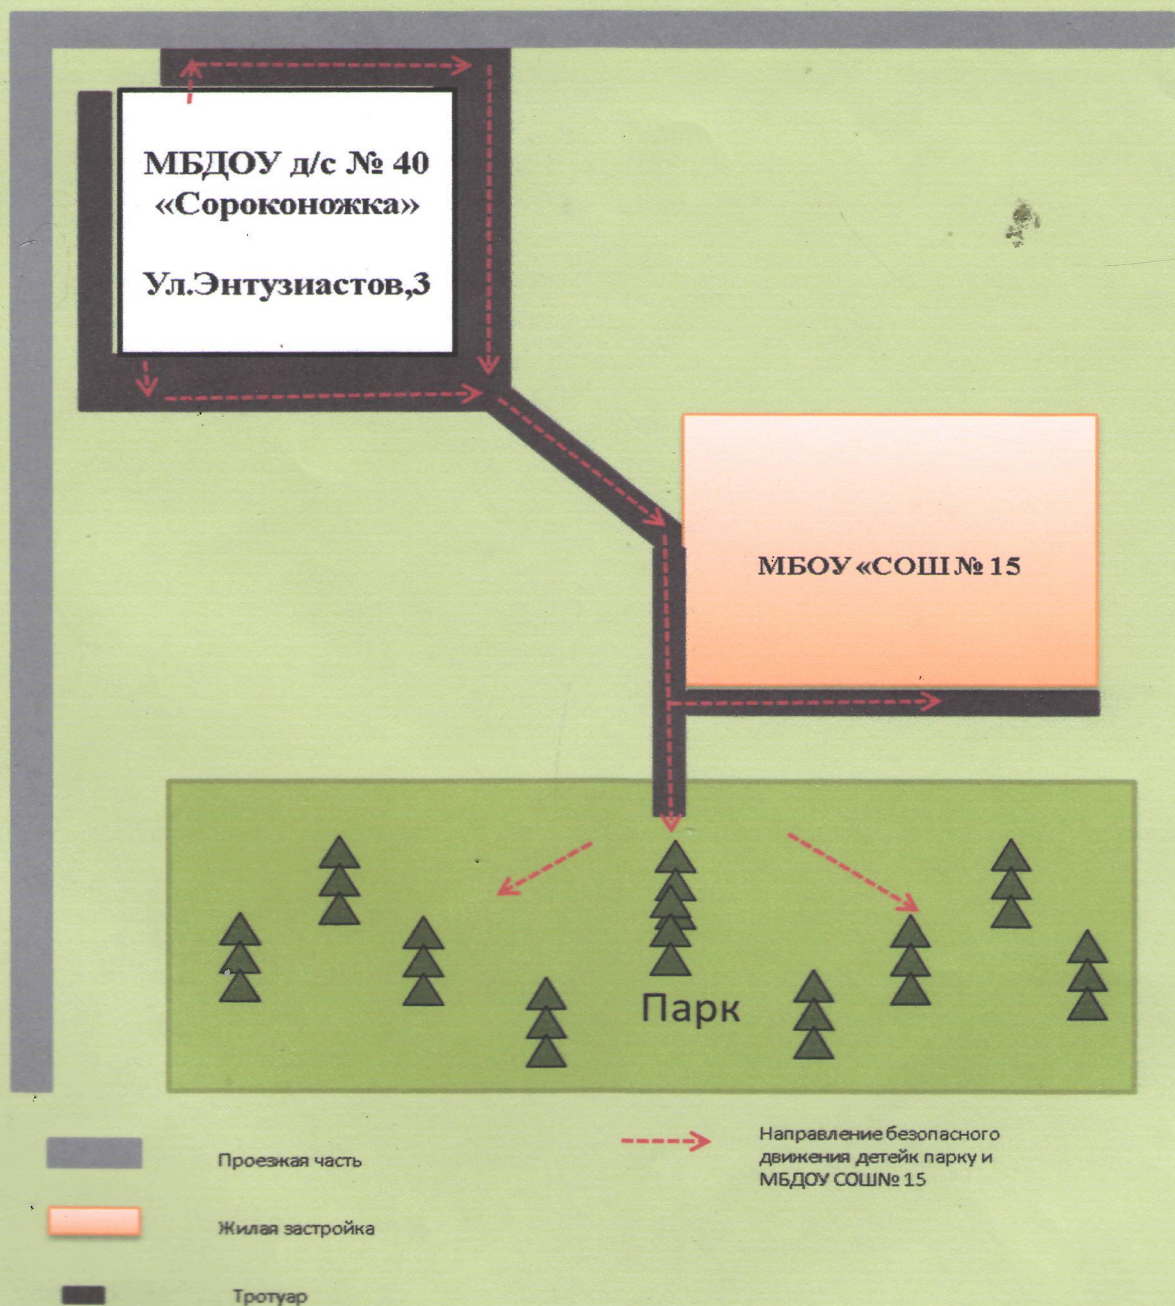 МБДОУ д/с № 40
«Сороконожка»
Ул.Энтузиастов,3
МБОУ «СОШ № 15
Парк
Проезжая часть
Жилая застройка
Тротуар
Направление безопасного
движения детейк парку и
МБДОУ СОШ№ 15